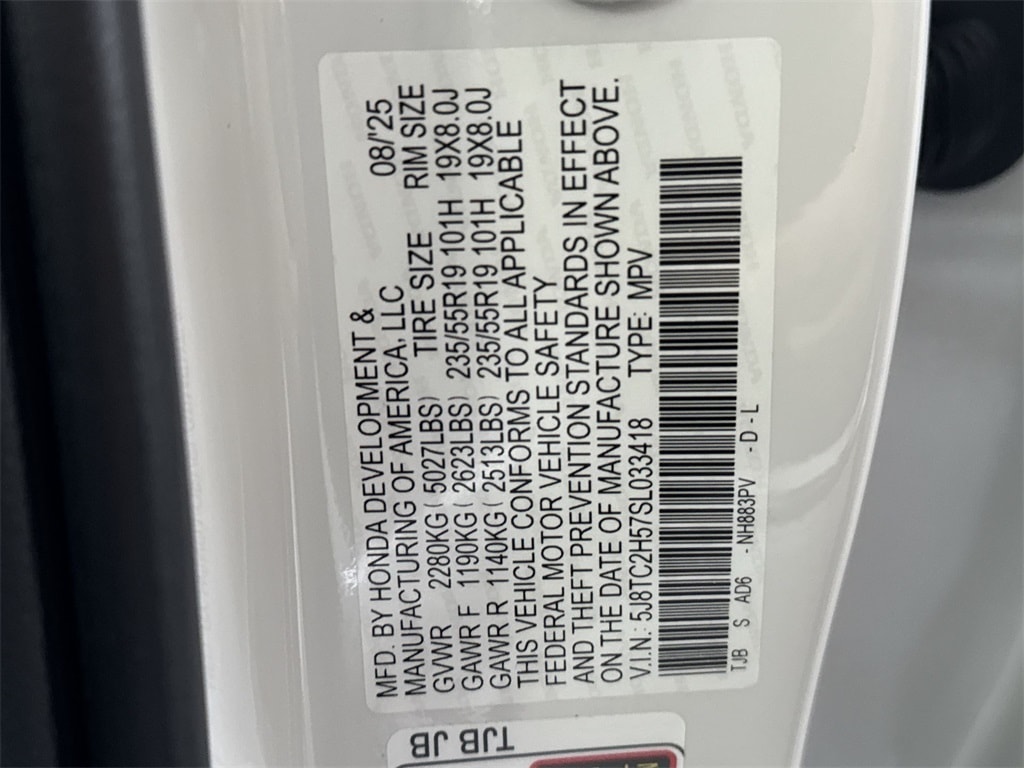 MFD. BY HONDA DEVELOPMENT &
MANUFACTURING OF AMERICA, LLC 08/'25
GVWR 2280KG ( 5027LBS) TIRE SIZE RIM SIZE
GAWR F 1190KG ( 2623LBS) 235/55R19 101H 19X8.0J
GAWR R 1140KG ( 2513LBS) 235/55R19 101H 19X8.0J
THIS VEHICLE CONFORMS TO ALL APPLICABLE
FEDERAL MOTOR VEHICLE SAFETY
AND THEFT PREVENTION STANDARDS IN EFFECT
ON THE DATE OF MANUFACTURE SHOWN ABOVE.
V.I.N.: 5J8TC2H57SL033418 TYPE: MPV
TJB S AD6 - NH883PV - D - L
TJB
JB
TJB